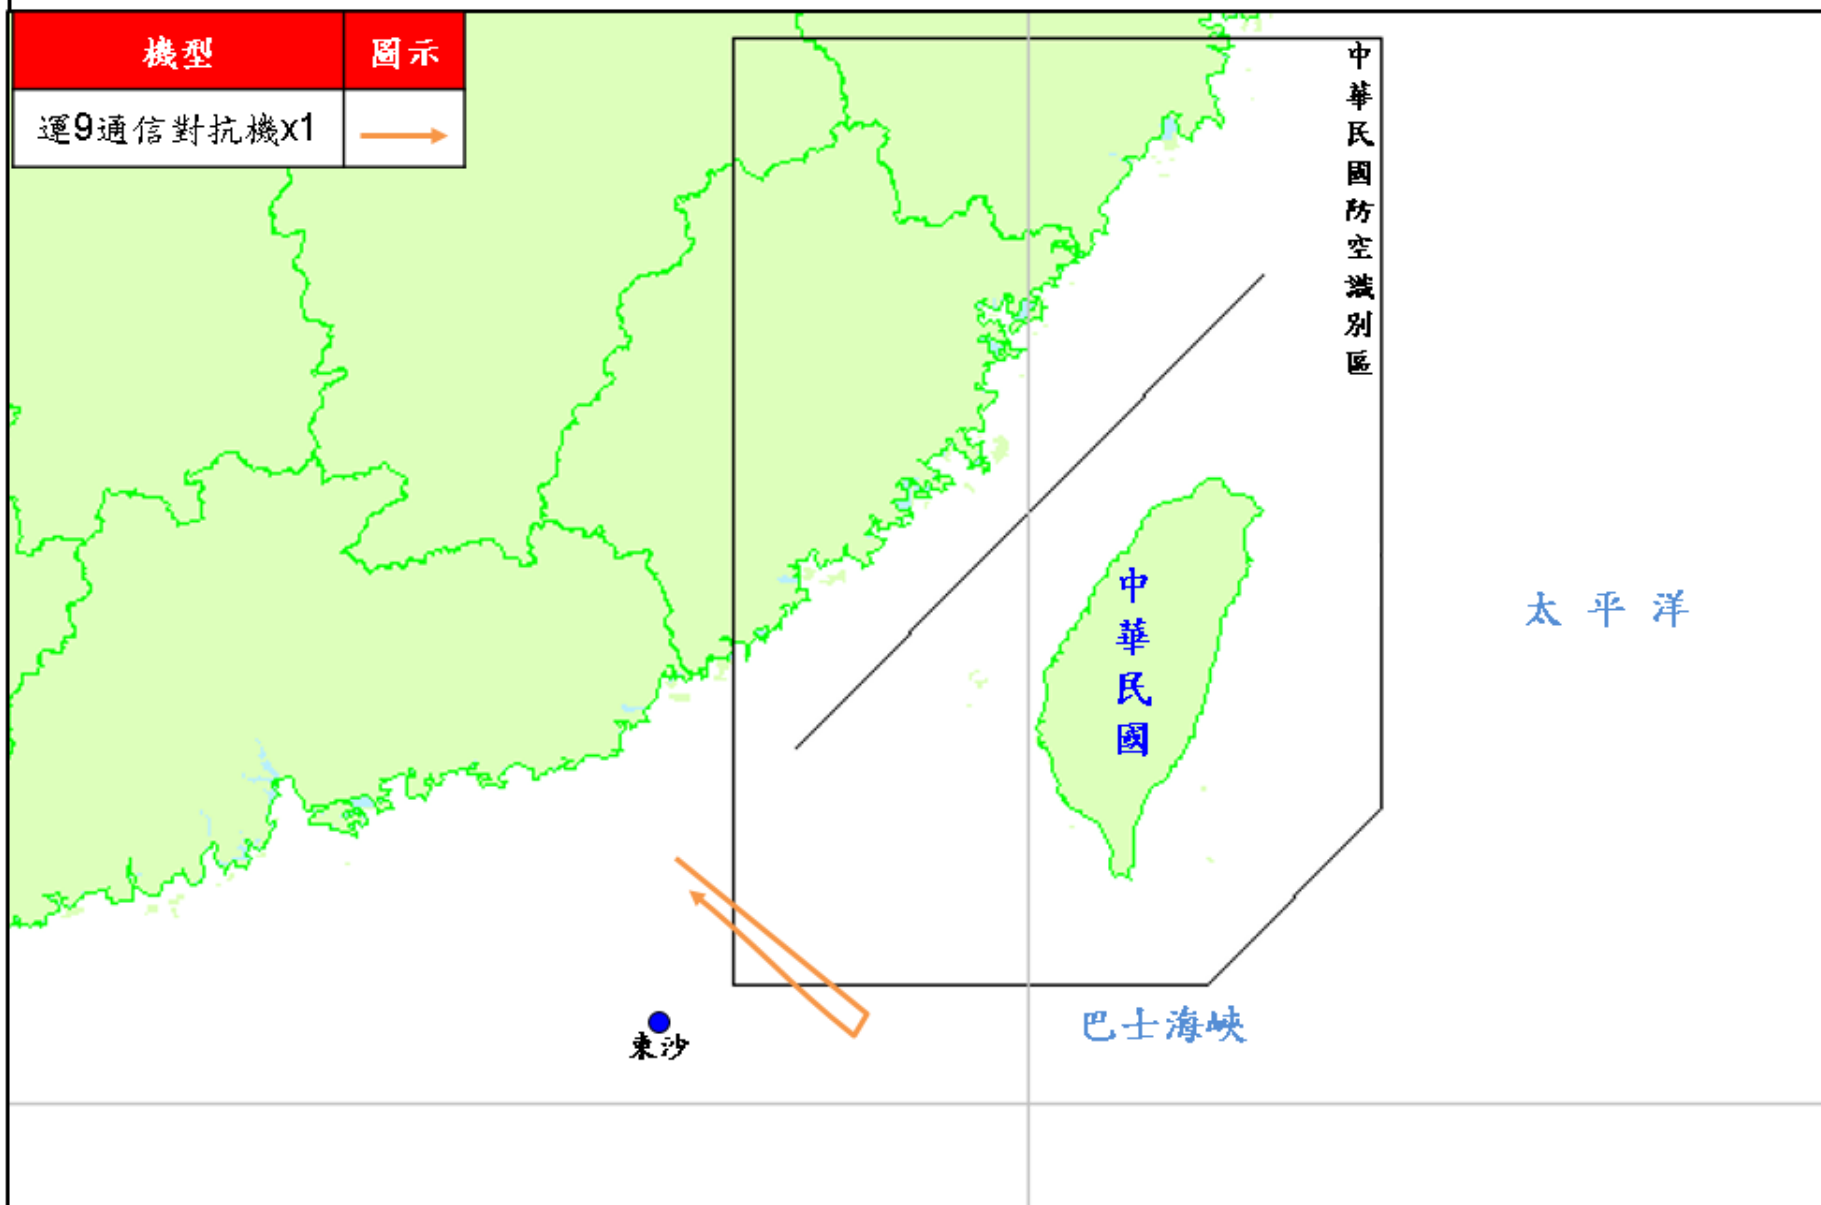 機型 圖示
運9通信對抗機x1
中華民國防空識別區
中華民國
太平洋
巴士海峽
東沙